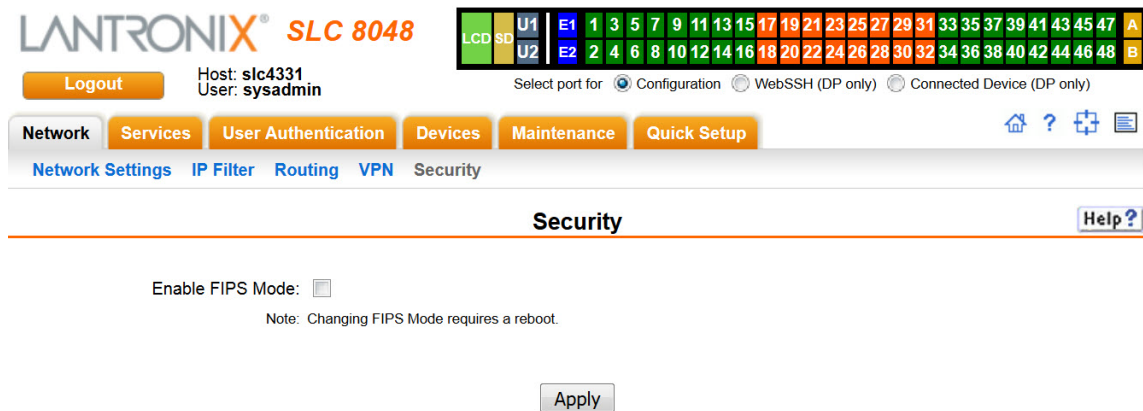 LANTRONIX® SLC 8048
LCD SD U1 E1 1 3 5 7 9 11 13 15 17 19 21 23 25 27 29 31 33 35 37 39 41 43 45 47 A
U2 E2 2 4 6 8 10 12 14 16 18 20 22 24 26 28 30 32 34 36 38 40 42 44 46 48 B
Logout
Host: slc4331
User: sysadmin
Select port for Configuration WebSSH (DP only) Connected Device (DP only)
Network Services User Authentication Devices Maintenance Quick Setup ?
Network Settings IP Filter Routing VPN Security
Security
Help?
Enable FIPS Mode:
Note: Changing FIPS Mode requires a reboot.
Apply